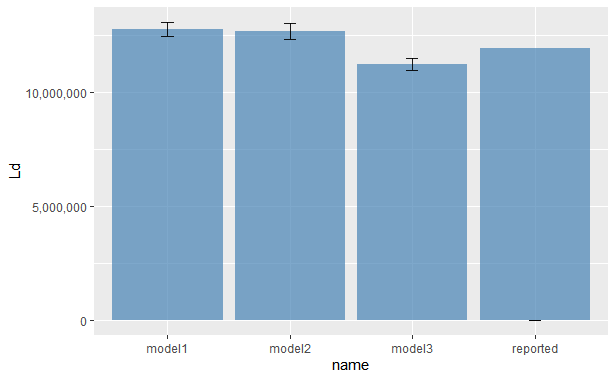 Ld
10,000,000
5,000,000
0
model1 model2 model3 reported
name